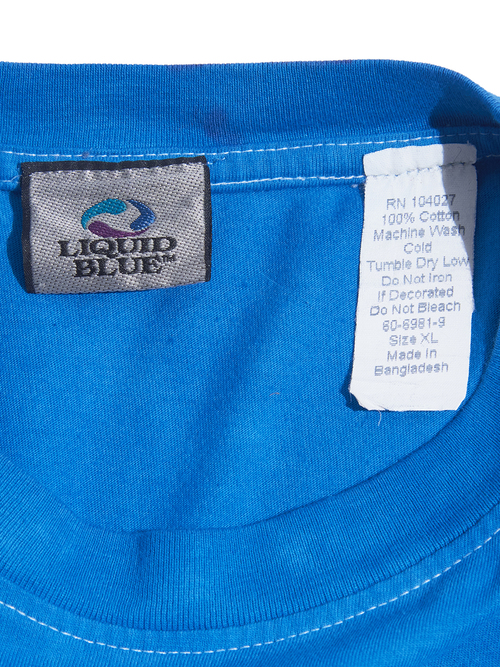 LIQUID
BLUE™
RN 104027
100% Cotton
Machine Wash
Cold
Tumble Dry Low
Do Not Iron
If Decorated
Do Not Bleach
60-6981-9
Size XL
Made In
Bangladesh